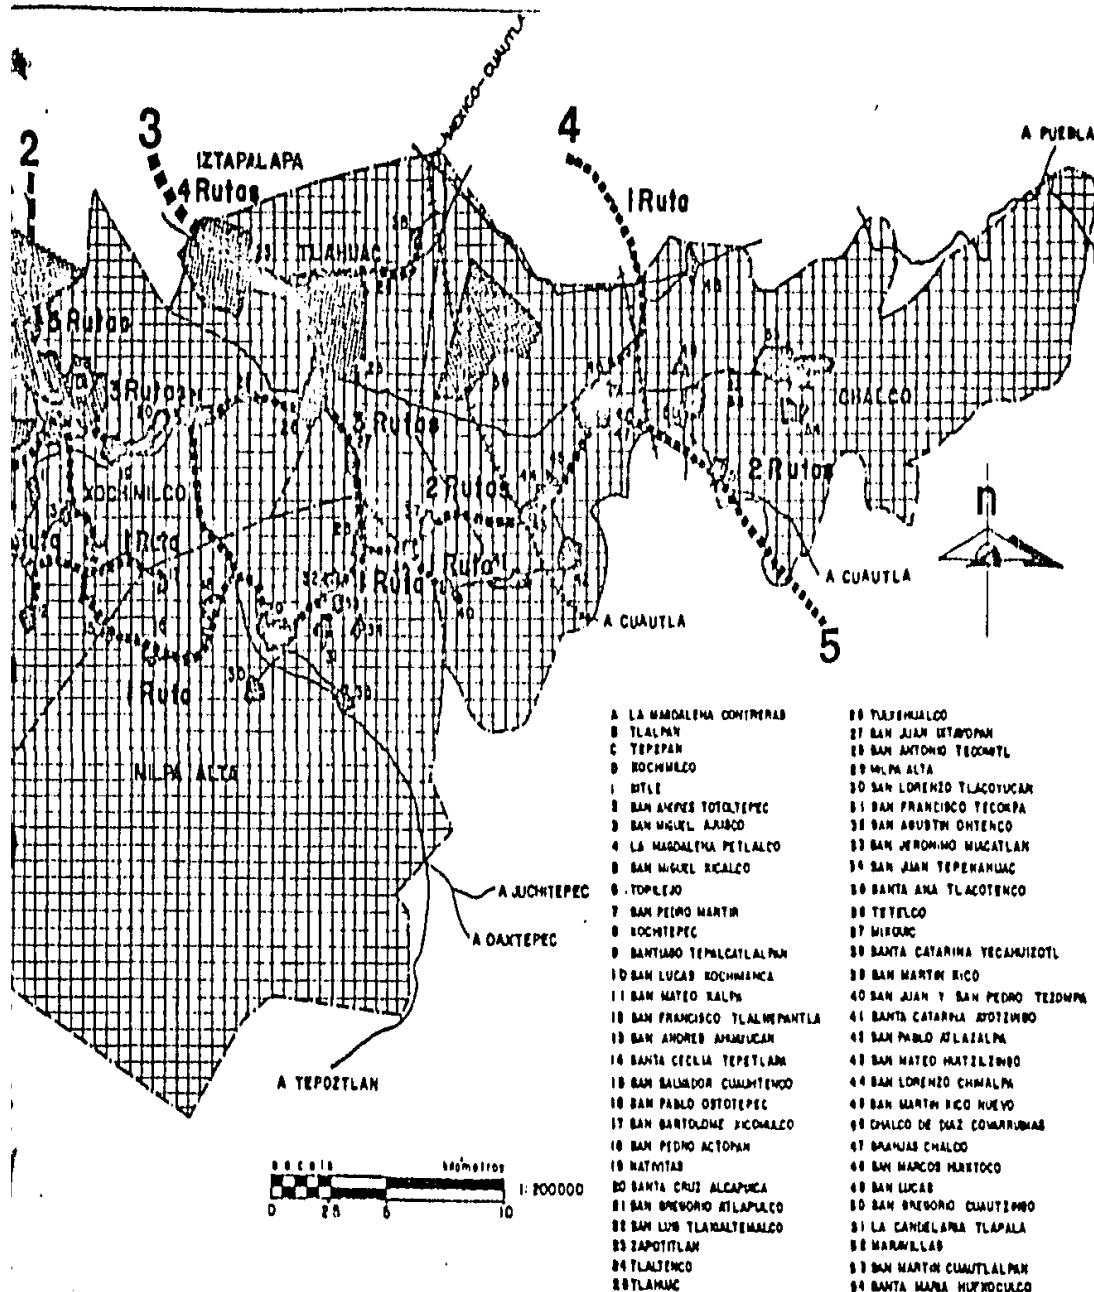 MEXICO-CUAUTLA
2
3
4
IZTAPALAPA
4 Rutas
1 Ruta
A PUEBLA
TLAHUAC
3 Rutas
3 Rutas
CHALCO
2 Rutas
2 Rutas
XOCHIMILCO
n
1 Ruta
1 Ruta
A CUAUTLA
A CUAUTLA
5
1 Ruta
MILPA ALTA
A JUCHITEPEC
A OAXTEPEC
A TEPOZTLAN
escala
kilometros
1: 200000
0 2.5 5 10
A LA MAGDALENA CONTRERAS
B TLALPAN
C TEPEPAN
D XOCHIMILCO
1 XITLE
2 SAN ANDRES TOTOLTEPEC
3 SAN MIGUEL AJUSCO
4 LA MAGDALENA PETLALCO
5 SAN MIGUEL XICALCO
6 TOPILEJO
7 SAN PEDRO MARTIR
8 XOCHITEPEC
9 SANTIAGO TEPALCATLALPAN
10 SAN LUCAS XOCHIMANCA
11 SAN MATEO XALPA
12 SAN FRANCISCO TLALNEPANTLA
13 SAN ANDRES AHUAYUCAN
14 SANTA CECILIA TEPETLAPA
15 SAN SALVADOR CUAUHTENCO
16 SAN PABLO OSTOTEPEC
17 SAN BARTOLOME XICOMULCO
18 SAN PEDRO ACTOPAN
19 NATIVITAS
20 SANTA CRUZ ALCAPIXCA
21 SAN GREGORIO ATLAPULCO
22 SAN LUIS TLAXIALTEMALCO
23 ZAPOTITLAN
24 TLALTENCO
25 TLAHUAC
26 TULYEHUALCO
27 SAN JUAN IXTAYOPAN
28 SAN ANTONIO TECOMITL
29 MILPA ALTA
30 SAN LORENZO TLACOYUCAN
31 SAN FRANCISCO TECOXPA
32 SAN AGUSTIN OHTENCO
33 SAN JERONIMO MIACATLAN
34 SAN JUAN TEPENAHUAC
35 SANTA ANA TLACOTENCO
36 TETELCO
37 MIXQUIC
38 SANTA CATARINA YECAHUIZOTL
39 SAN MARTIN XICO
40 SAN JUAN Y SAN PEDRO TEZOMPA
41 SANTA CATARINA AYOTZINGO
42 SAN PABLO ATLAZALPA
43 SAN MATEO HUITZILZINGO
44 SAN LORENZO CHIMALPA
45 SAN MARTIN XICO NUEVO
46 CHALCO DE DIAZ COVARRUBIAS
47 GRANJAS CHALCO
48 SAN MARCOS HUIXTOCO
49 SAN LUCAS
50 SAN GREGORIO CUAUTZINGO
51 LA CANDELARIA TLAPALA
52 MARAVILLAS
53 SAN MARTIN CUAUTLALPAN
54 SANTA MARIA HUEXOCULCO